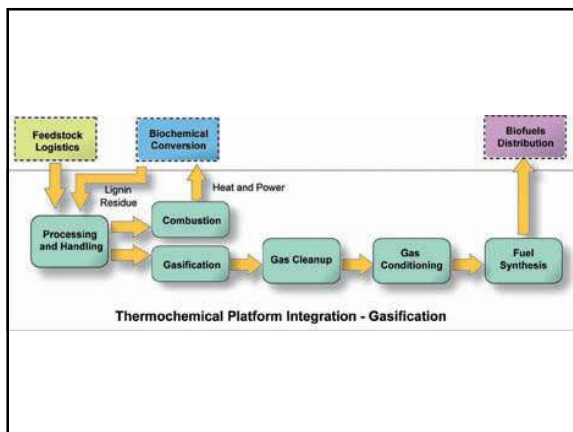 Feedstock
Logistics
Biochemical
Conversion
Biofuels
Distribution
Lignin
Residue
Heat and Power
Processing
and Handling
Combustion
Gasification
Gas Cleanup
Gas
Conditioning
Fuel
Synthesis
Thermochemical Platform Integration - Gasification